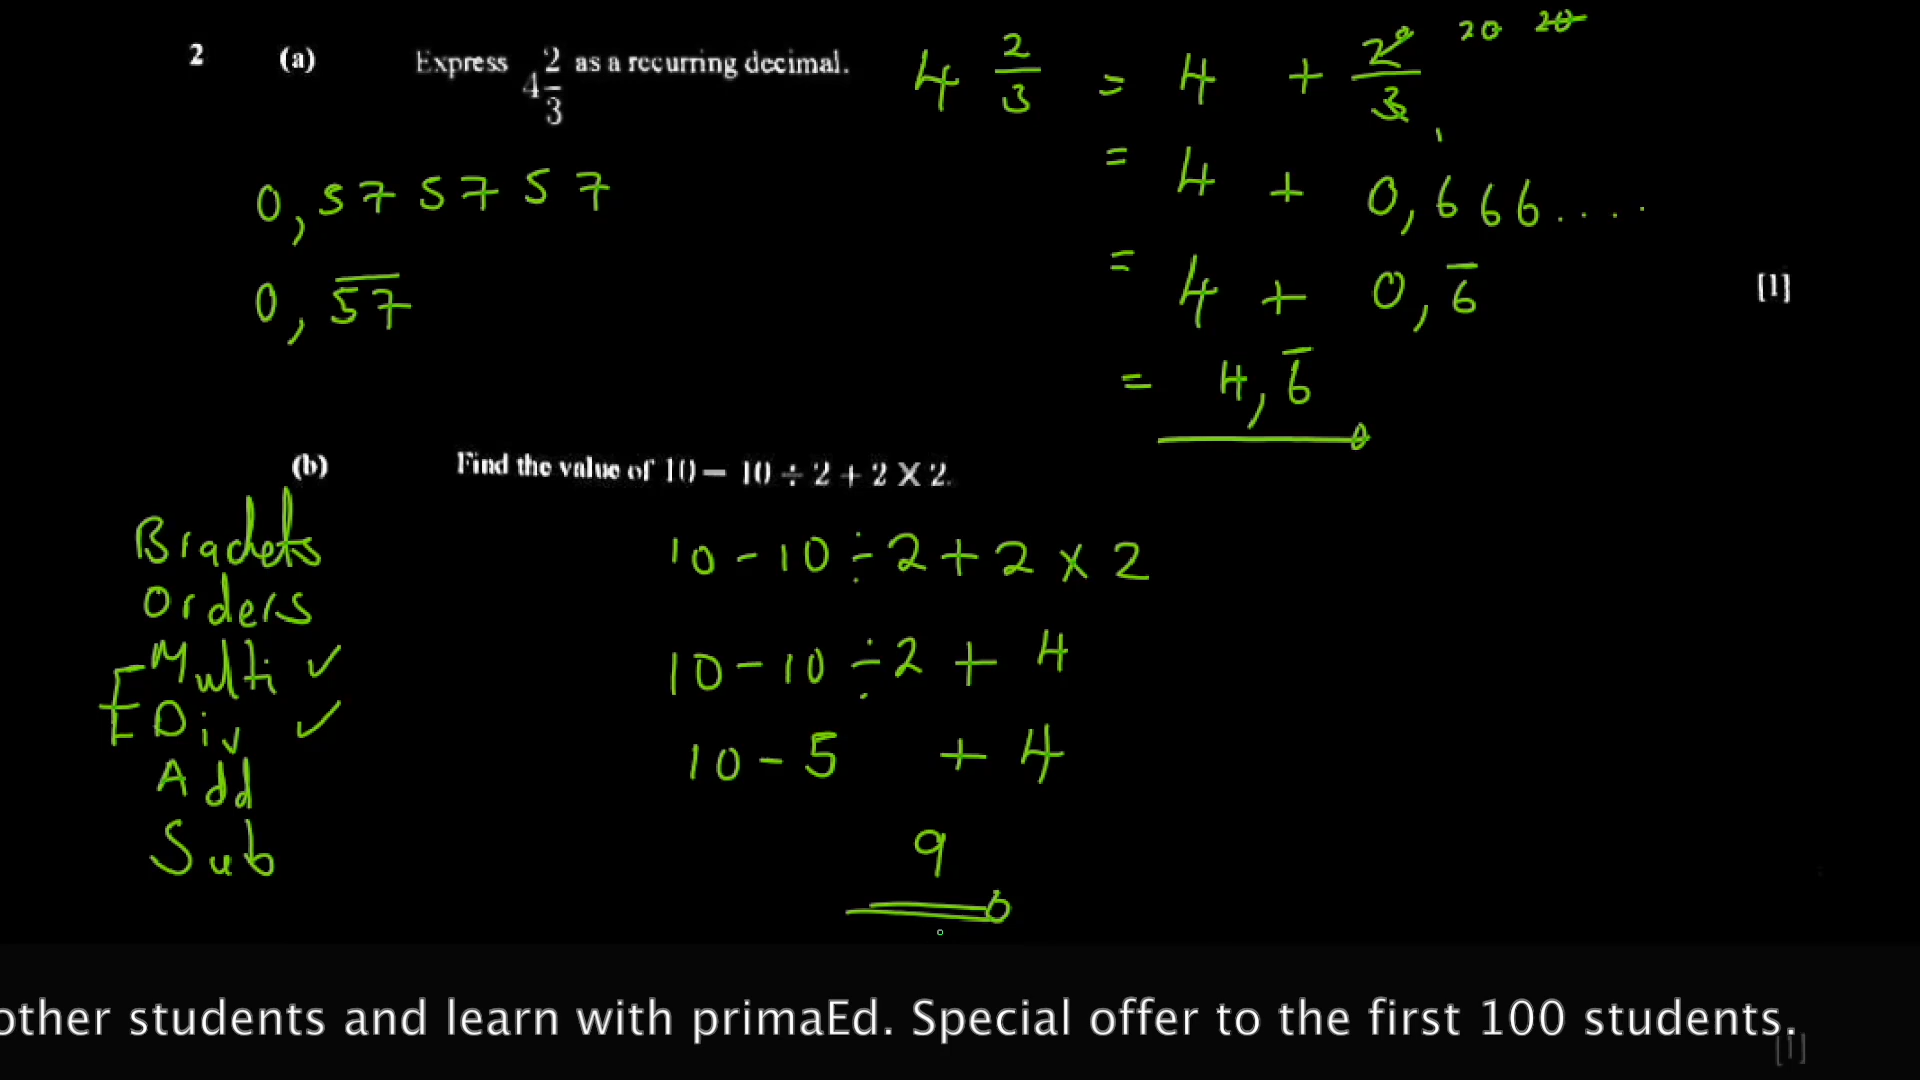 2 (a) Express 4 2/3 as a recurring decimal.
4 2/3 = 4 + 2/3 20 20
= 4 + 0,666....
0,575757
= 4 + 0,6̅
[1]
0,5̅7̅
= 4,6̅
(b) Find the value of 10 – 10 ÷ 2 + 2 X 2.
Brackets
Orders
Multi ✓
Div ✓
Add
Sub
10 - 10 ÷ 2 + 2 x 2
10 - 10 ÷ 2 + 4
10 - 5 + 4
9
other students and learn with primaEd. Special offer to the first 100 students.
[1]